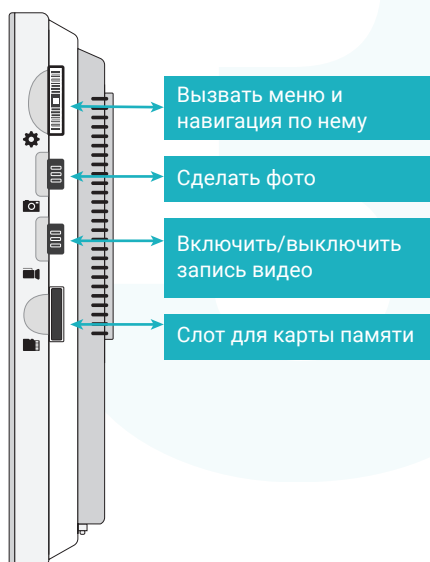 Вызвать меню и
навигация по нему
Сделать фото
Включить/выключить
запись видео
Слот для карты памяти